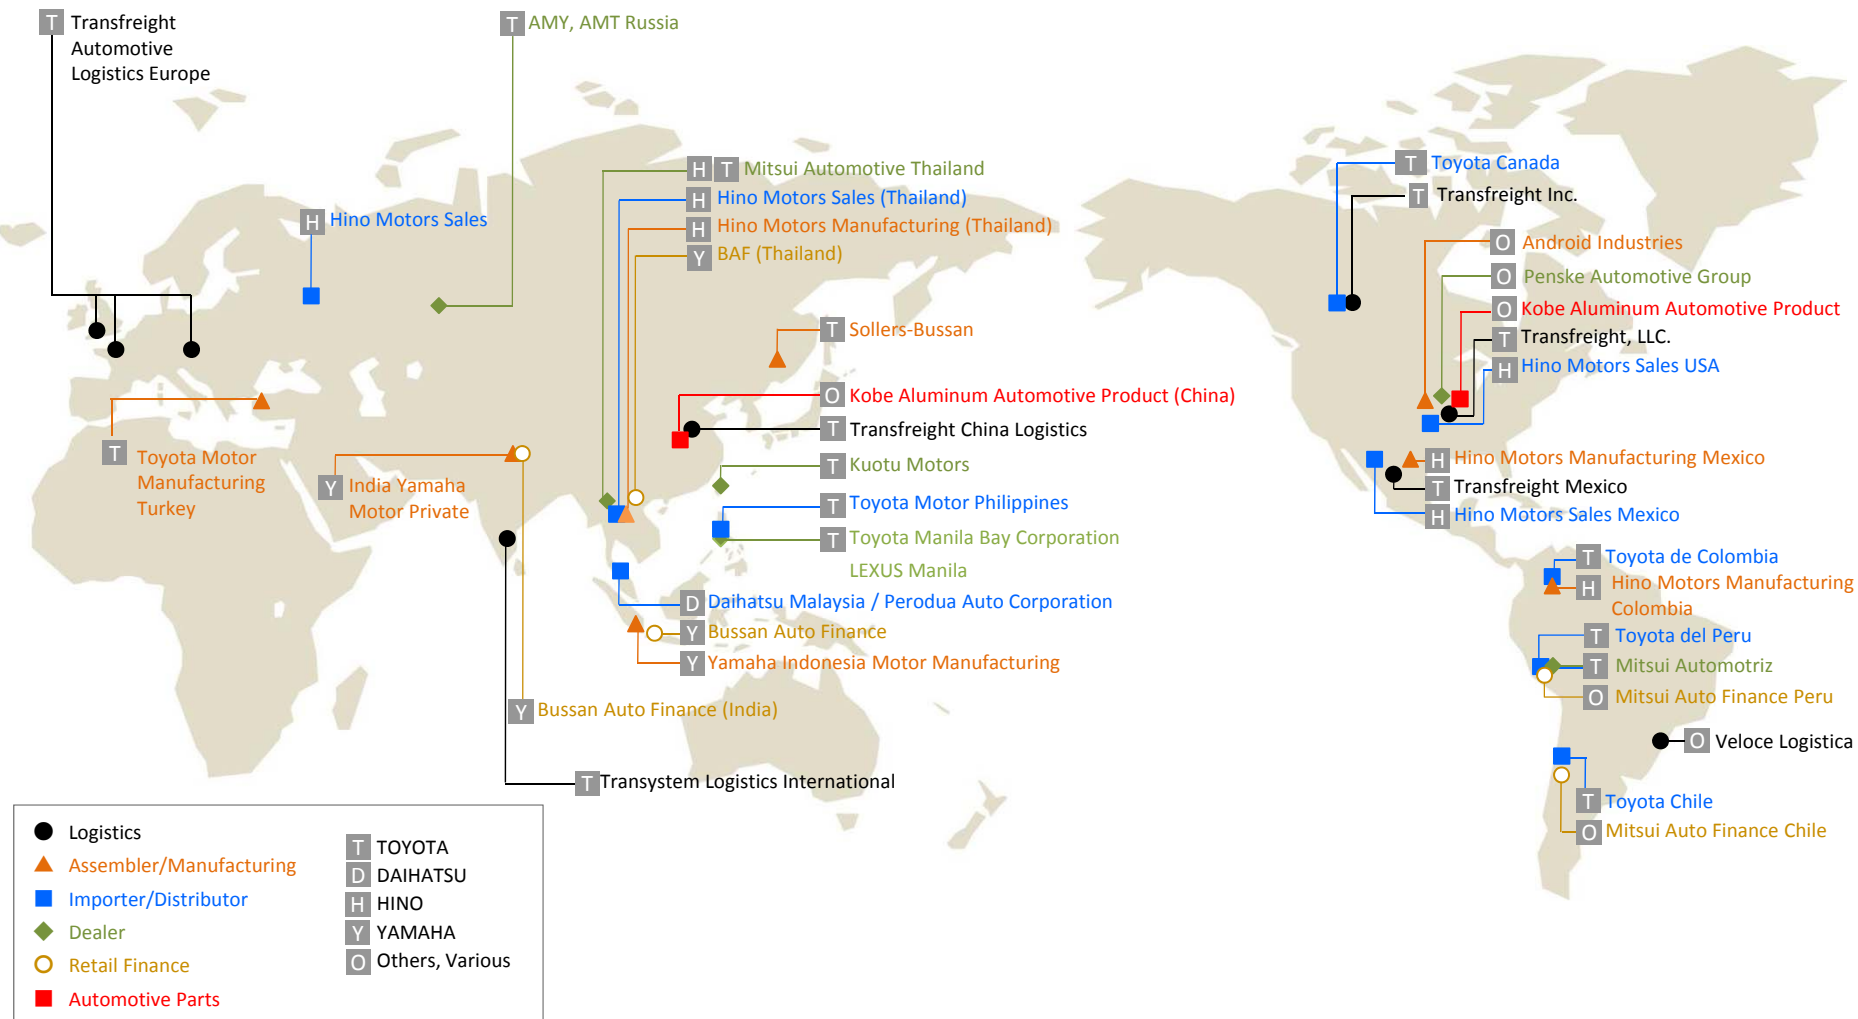 T Transfreight
Automotive
Logistics Europe
T AMY, AMT Russia
H Hino Motors Sales
H T Mitsui Automotive Thailand
H Hino Motors Sales (Thailand)
H Hino Motors Manufacturing (Thailand)
Y BAF (Thailand)
T Sollers-Bussan
O Kobe Aluminum Automotive Product (China)
T Transfreight China Logistics
T Kuotu Motors
T Toyota Motor Philippines
T Toyota Manila Bay Corporation
LEXUS Manila
D Daihatsu Malaysia / Perodua Auto Corporation
Y Bussan Auto Finance
Y Yamaha Indonesia Motor Manufacturing
T Toyota Motor
Manufacturing
Turkey
Y India Yamaha
Motor Private
Y Bussan Auto Finance (India)
T Transystem Logistics International
T Toyota Canada
T Transfreight Inc.
O Android Industries
O Penske Automotive Group
O Kobe Aluminum Automotive Product
T Transfreight, LLC.
H Hino Motors Sales USA
H Hino Motors Manufacturing Mexico
T Transfreight Mexico
H Hino Motors Sales Mexico
T Toyota de Colombia
H Hino Motors Manufacturing
Colombia
T Toyota del Peru
T Mitsui Automotriz
O Mitsui Auto Finance Peru
O Veloce Logistica
T Toyota Chile
O Mitsui Auto Finance Chile
Logistics
Assembler/Manufacturing
Importer/Distributor
Dealer
Retail Finance
Automotive Parts
T TOYOTA
D DAIHATSU
H HINO
Y YAMAHA
O Others, Various